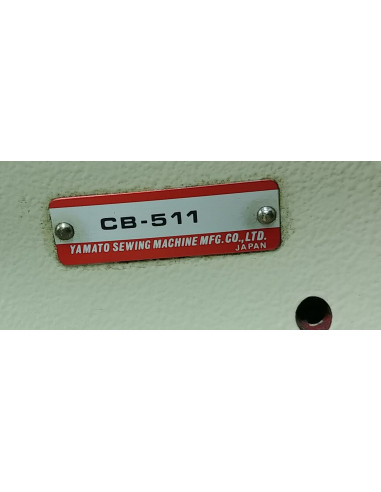 CB-511
YAMATO SEWING MACHINE MFG.CO.,LTD.
JAPAN